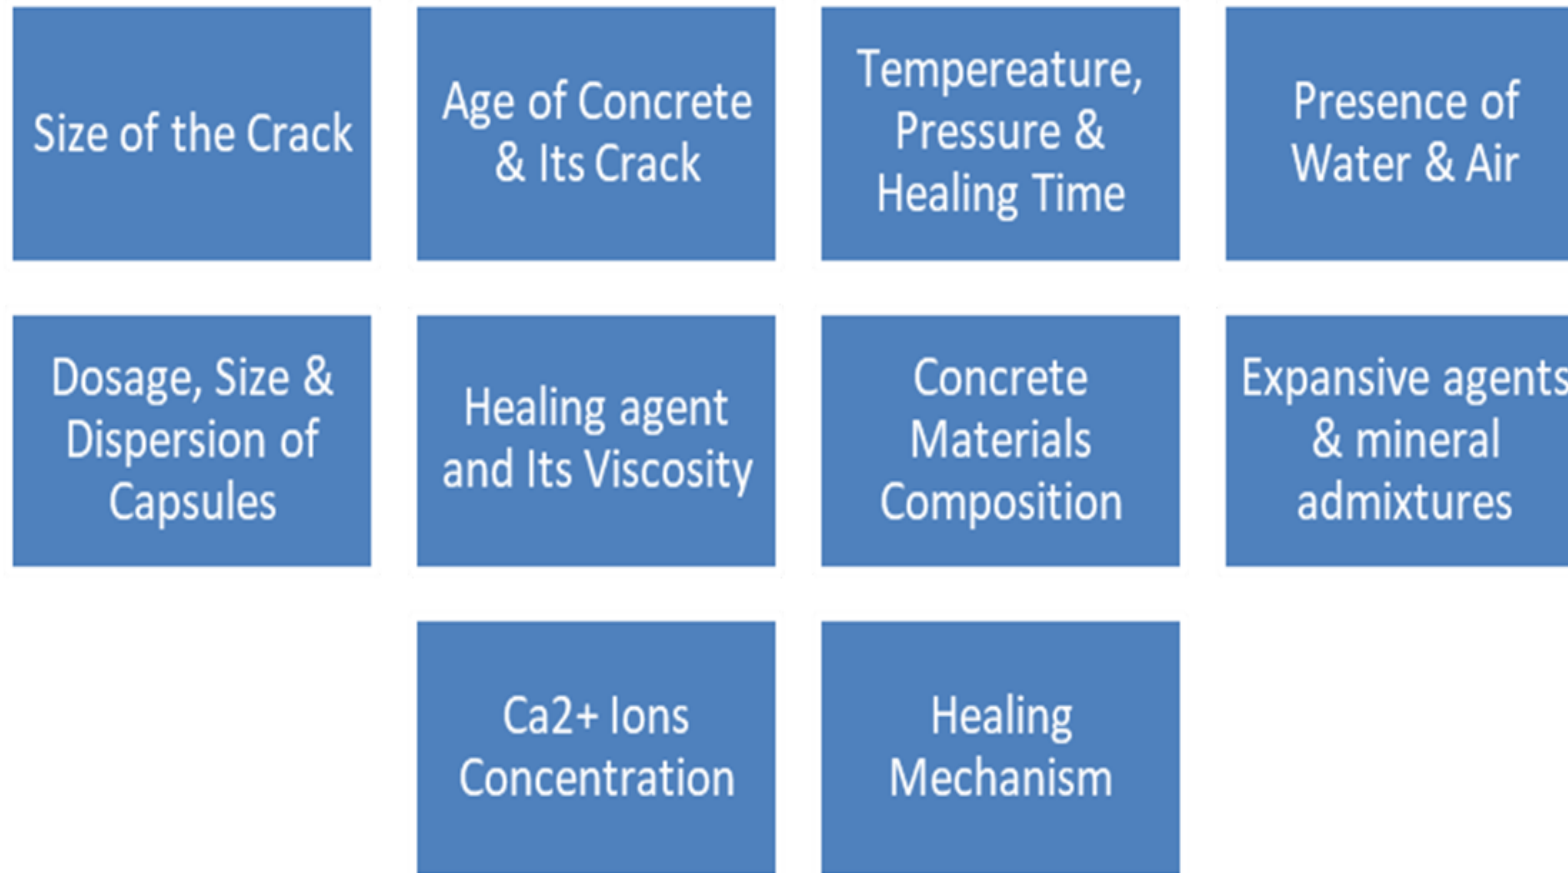 Size of the Crack
Age of Concrete
& Its Crack
Tempereature,
Pressure &
Healing Time
Presence of
Water & Air
Dosage, Size &
Dispersion of
Capsules
Healing agent
and Its Viscosity
Concrete
Materials
Composition
Expansive agents
& mineral
admixtures
Ca2+ Ions
Concentration
Healing
Mechanism